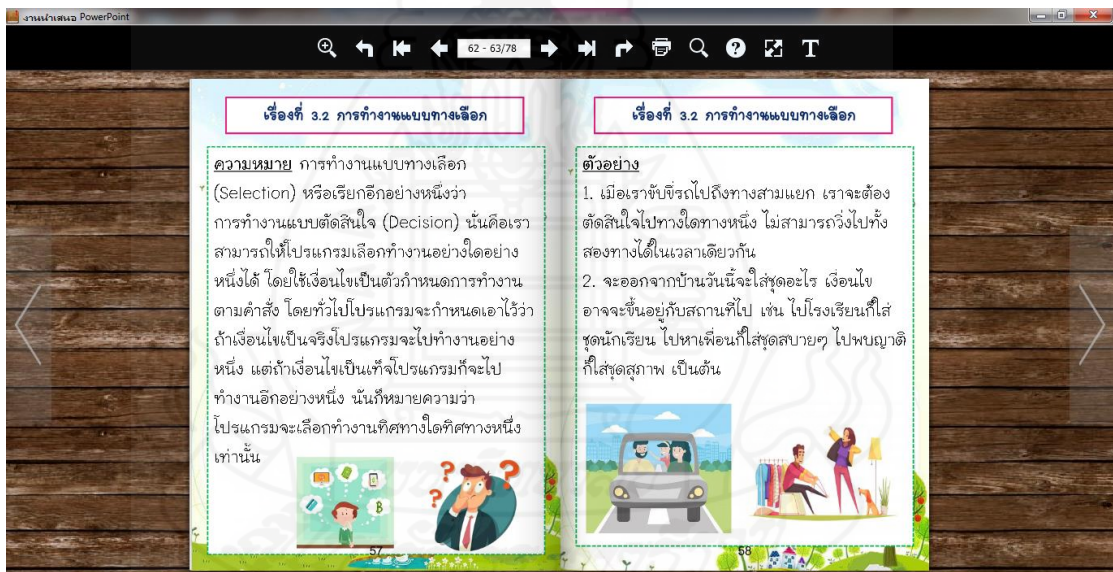 งานนำเสนอ PowerPoint
62 - 63/78
เรื่องที่ 3.2 การทำงานแบบทางเลือก
ความหมาย การทำงานแบบทางเลือก
(Selection) หรือเรียกอีกอย่างหนึ่งว่า
การทำงานแบบตัดสินใจ (Decision) นั่นคือเรา
สามารถให้โปรแกรมเลือกทำงานอย่างใดอย่าง
หนึ่งได้ โดยใช้เงื่อนไขเป็นตัวกำหนดการทำงาน
ตามคำสั่ง โดยทั่วไปโปรแกรมจะกำหนดเอาไว้ว่า
ถ้าเงื่อนไขเป็นจริงโปรแกรมจะไปทำงานอย่าง
หนึ่ง แต่ถ้าเงื่อนไขเป็นเท็จโปรแกรมก็จะไป
ทำงานอีกอย่างหนึ่ง นั่นก็หมายความว่า
โปรแกรมจะเลือกทำงานทิศทางใดทิศทางหนึ่ง
เท่านั้น
57
เรื่องที่ 3.2 การทำงานแบบทางเลือก
ตัวอย่าง
1. เมื่อเราขับขี่รถไปถึงทางสามแยก เราจะต้อง
ตัดสินใจไปทางใดทางหนึ่ง ไม่สามารถวิ่งไปทั้ง
สองทางได้ในเวลาเดียวกัน
2. จะออกจากบ้านวันนี้จะใส่ชุดอะไร เงื่อนไข
อาจจะขึ้นอยู่กับสถานที่ไป เช่น ไปโรงเรียนก็ใส่
ชุดนักเรียน ไปหาเพื่อนก็ใส่ชุดสบายๆ ไปพบญาติ
ก็ใส่ชุดสุภาพ เป็นต้น
58